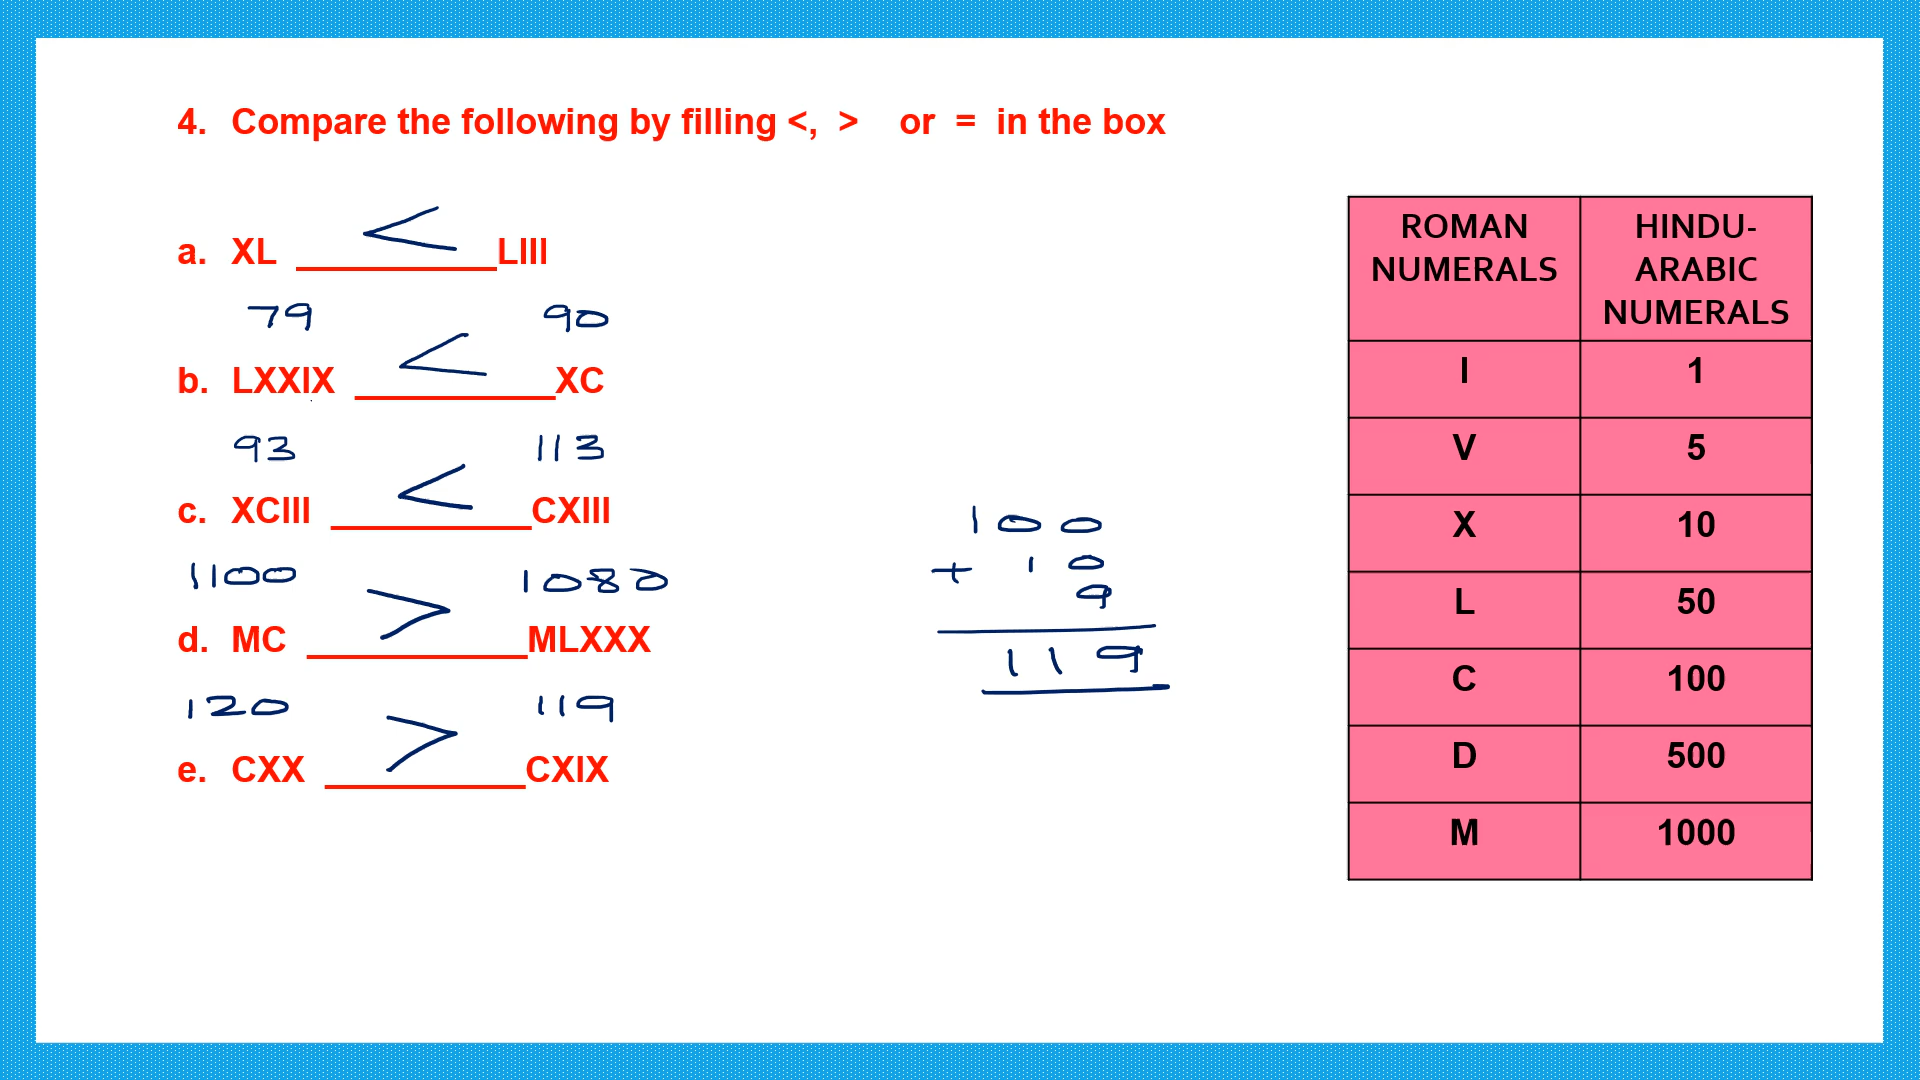 4. Compare the following by filling <, > or = in the box
a. XL < LIII
79 90
b. LXXIX < XC
93 113
c. XCIII < CXIII
1100 1080
d. MC > MLXXX
120 119
e. CXX > CXIX
100
+ 10
9
119
ROMAN NUMERALS HINDU-ARABIC NUMERALS
I 1
V 5
X 10
L 50
C 100
D 500
M 1000